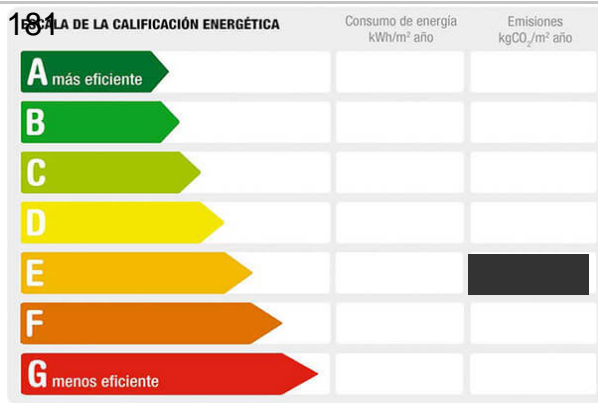 181
ESCALA DE LA CALIFICACIÓN ENERGÉTICA
Consumo de energía
kWh/m² año
Emisiones
kgCO₂/m² año
A más eficiente
B
C
D
E
F
G menos eficiente